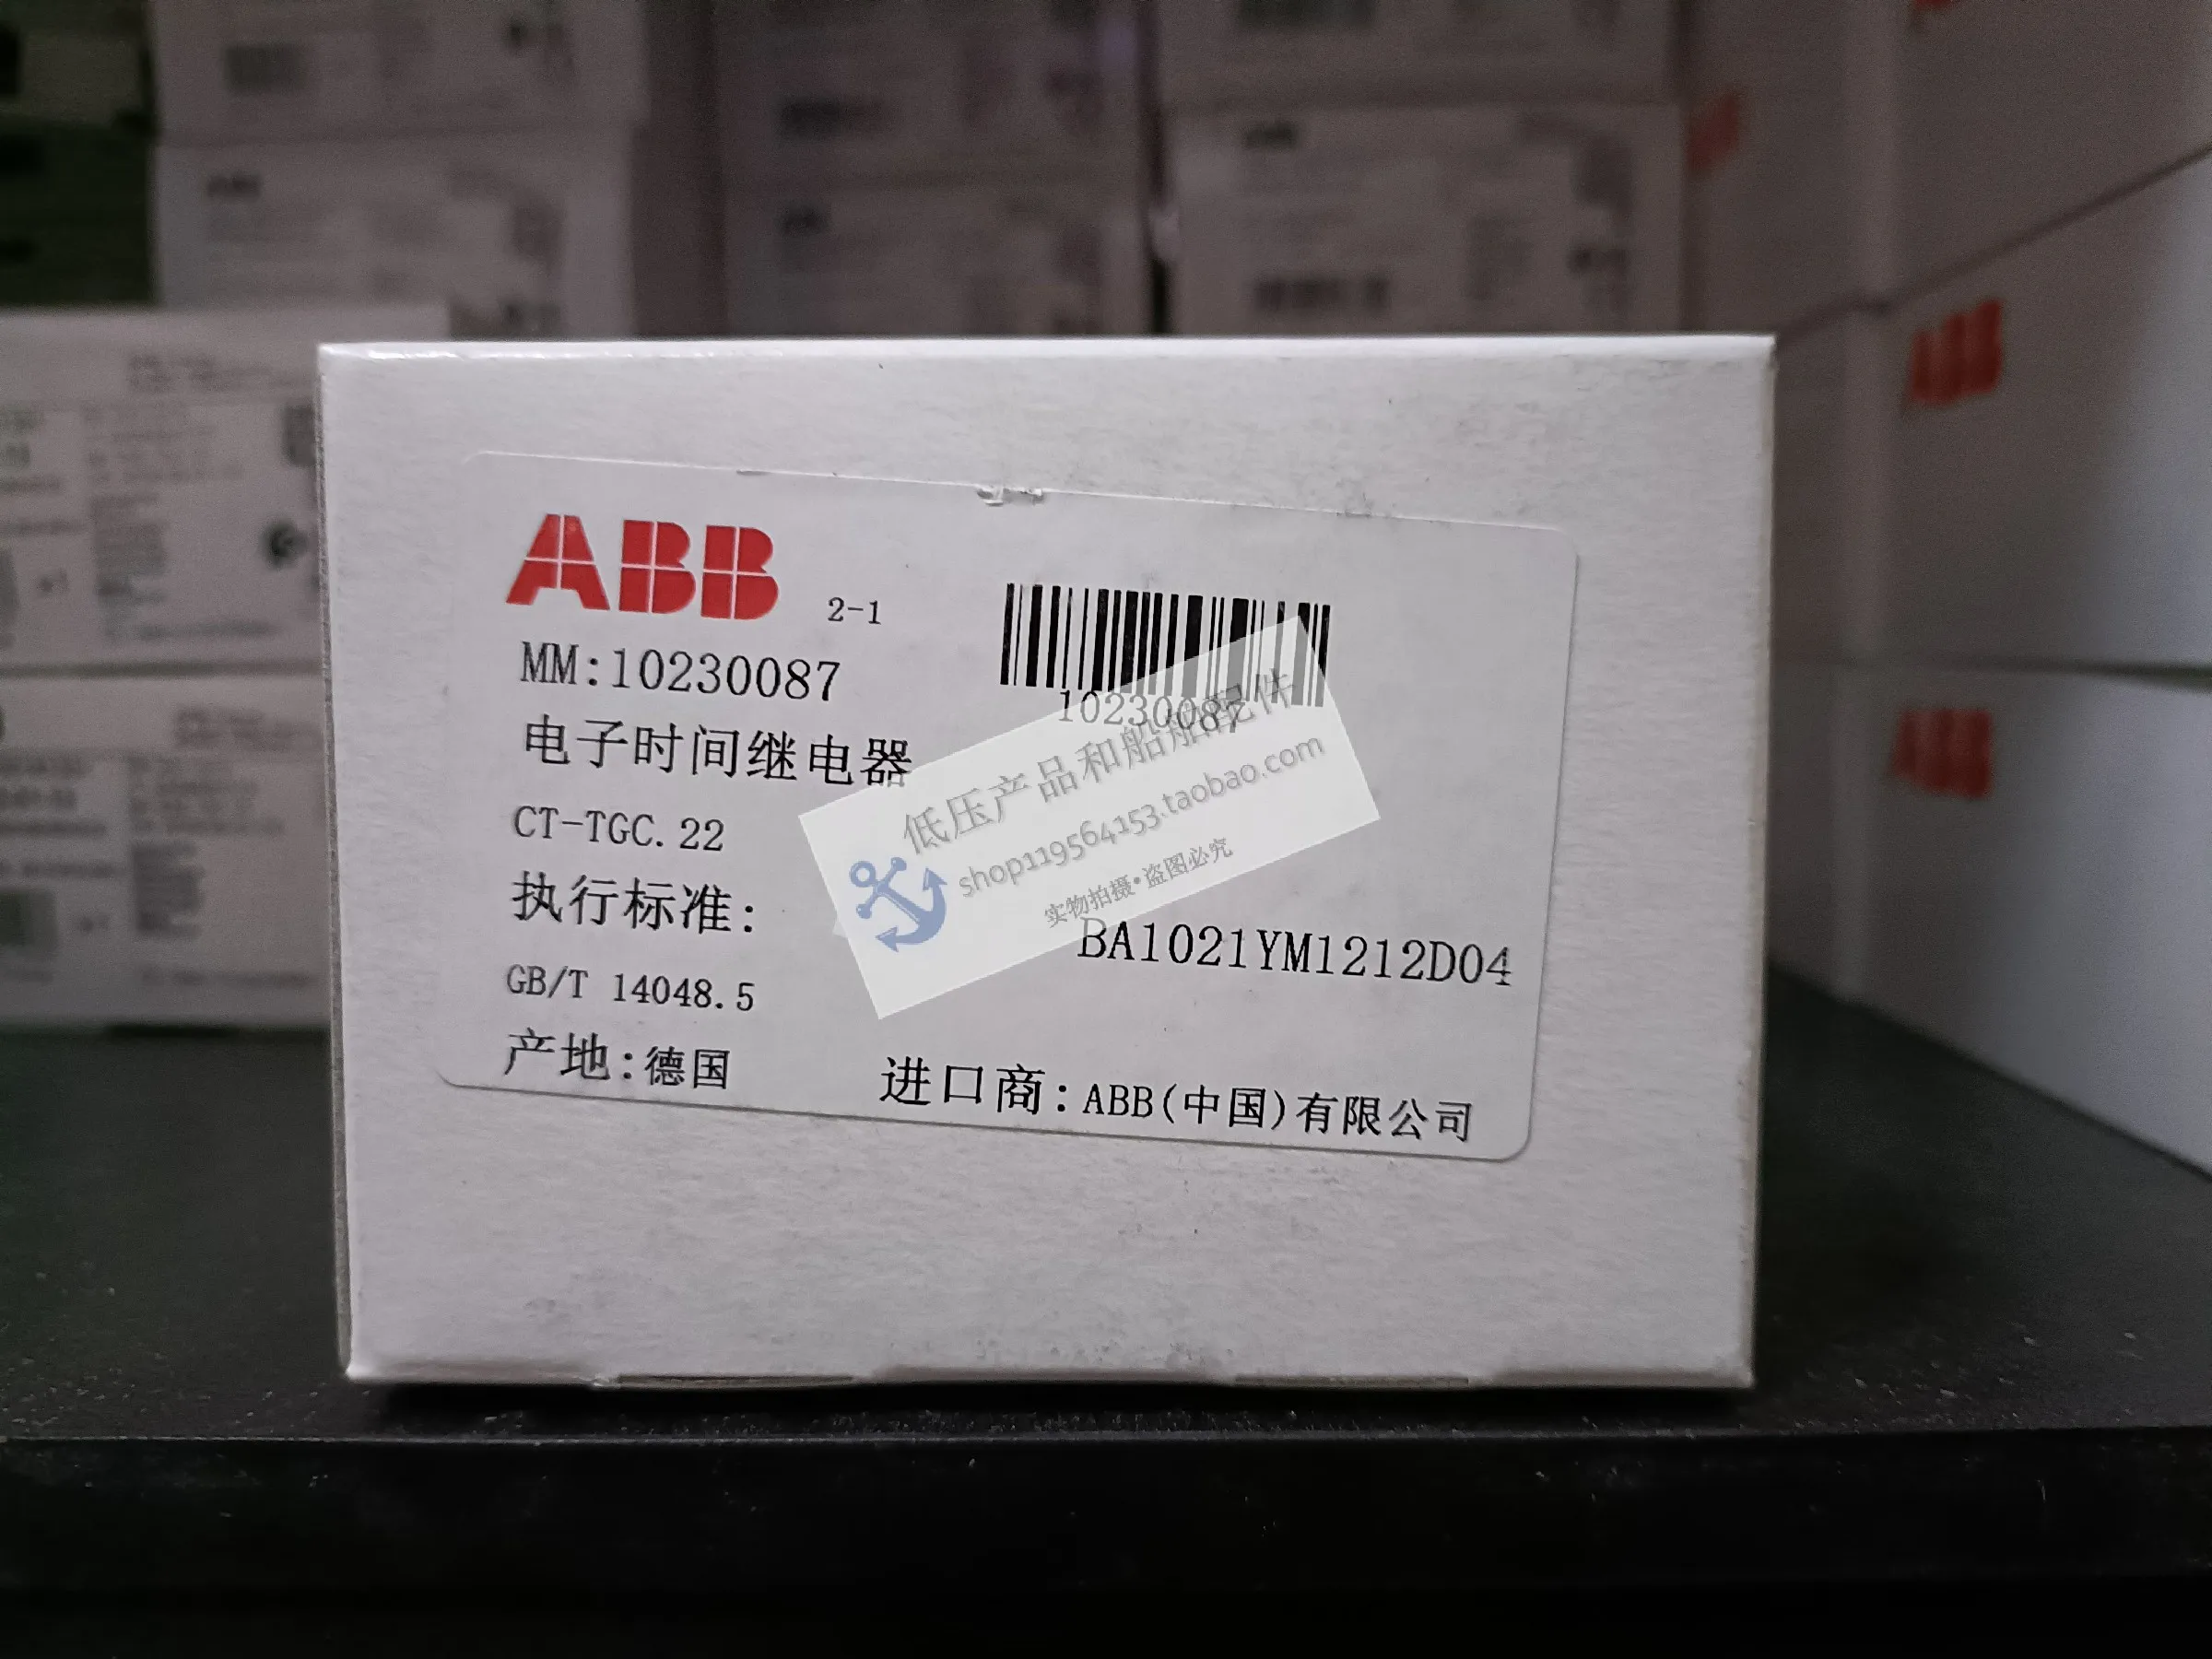 ABB 2-1
MM:10230087
10230087
电子时间继电器
CT-TGC.22
执行标准:
GB/T 14048.5
BA1021YM1212D04
产地:德国
进口商:ABB(中国)有限公司
低压产品和船舶配件
shop119564153.taobao.com
实物拍摄·盗图必究
ABB
ABB